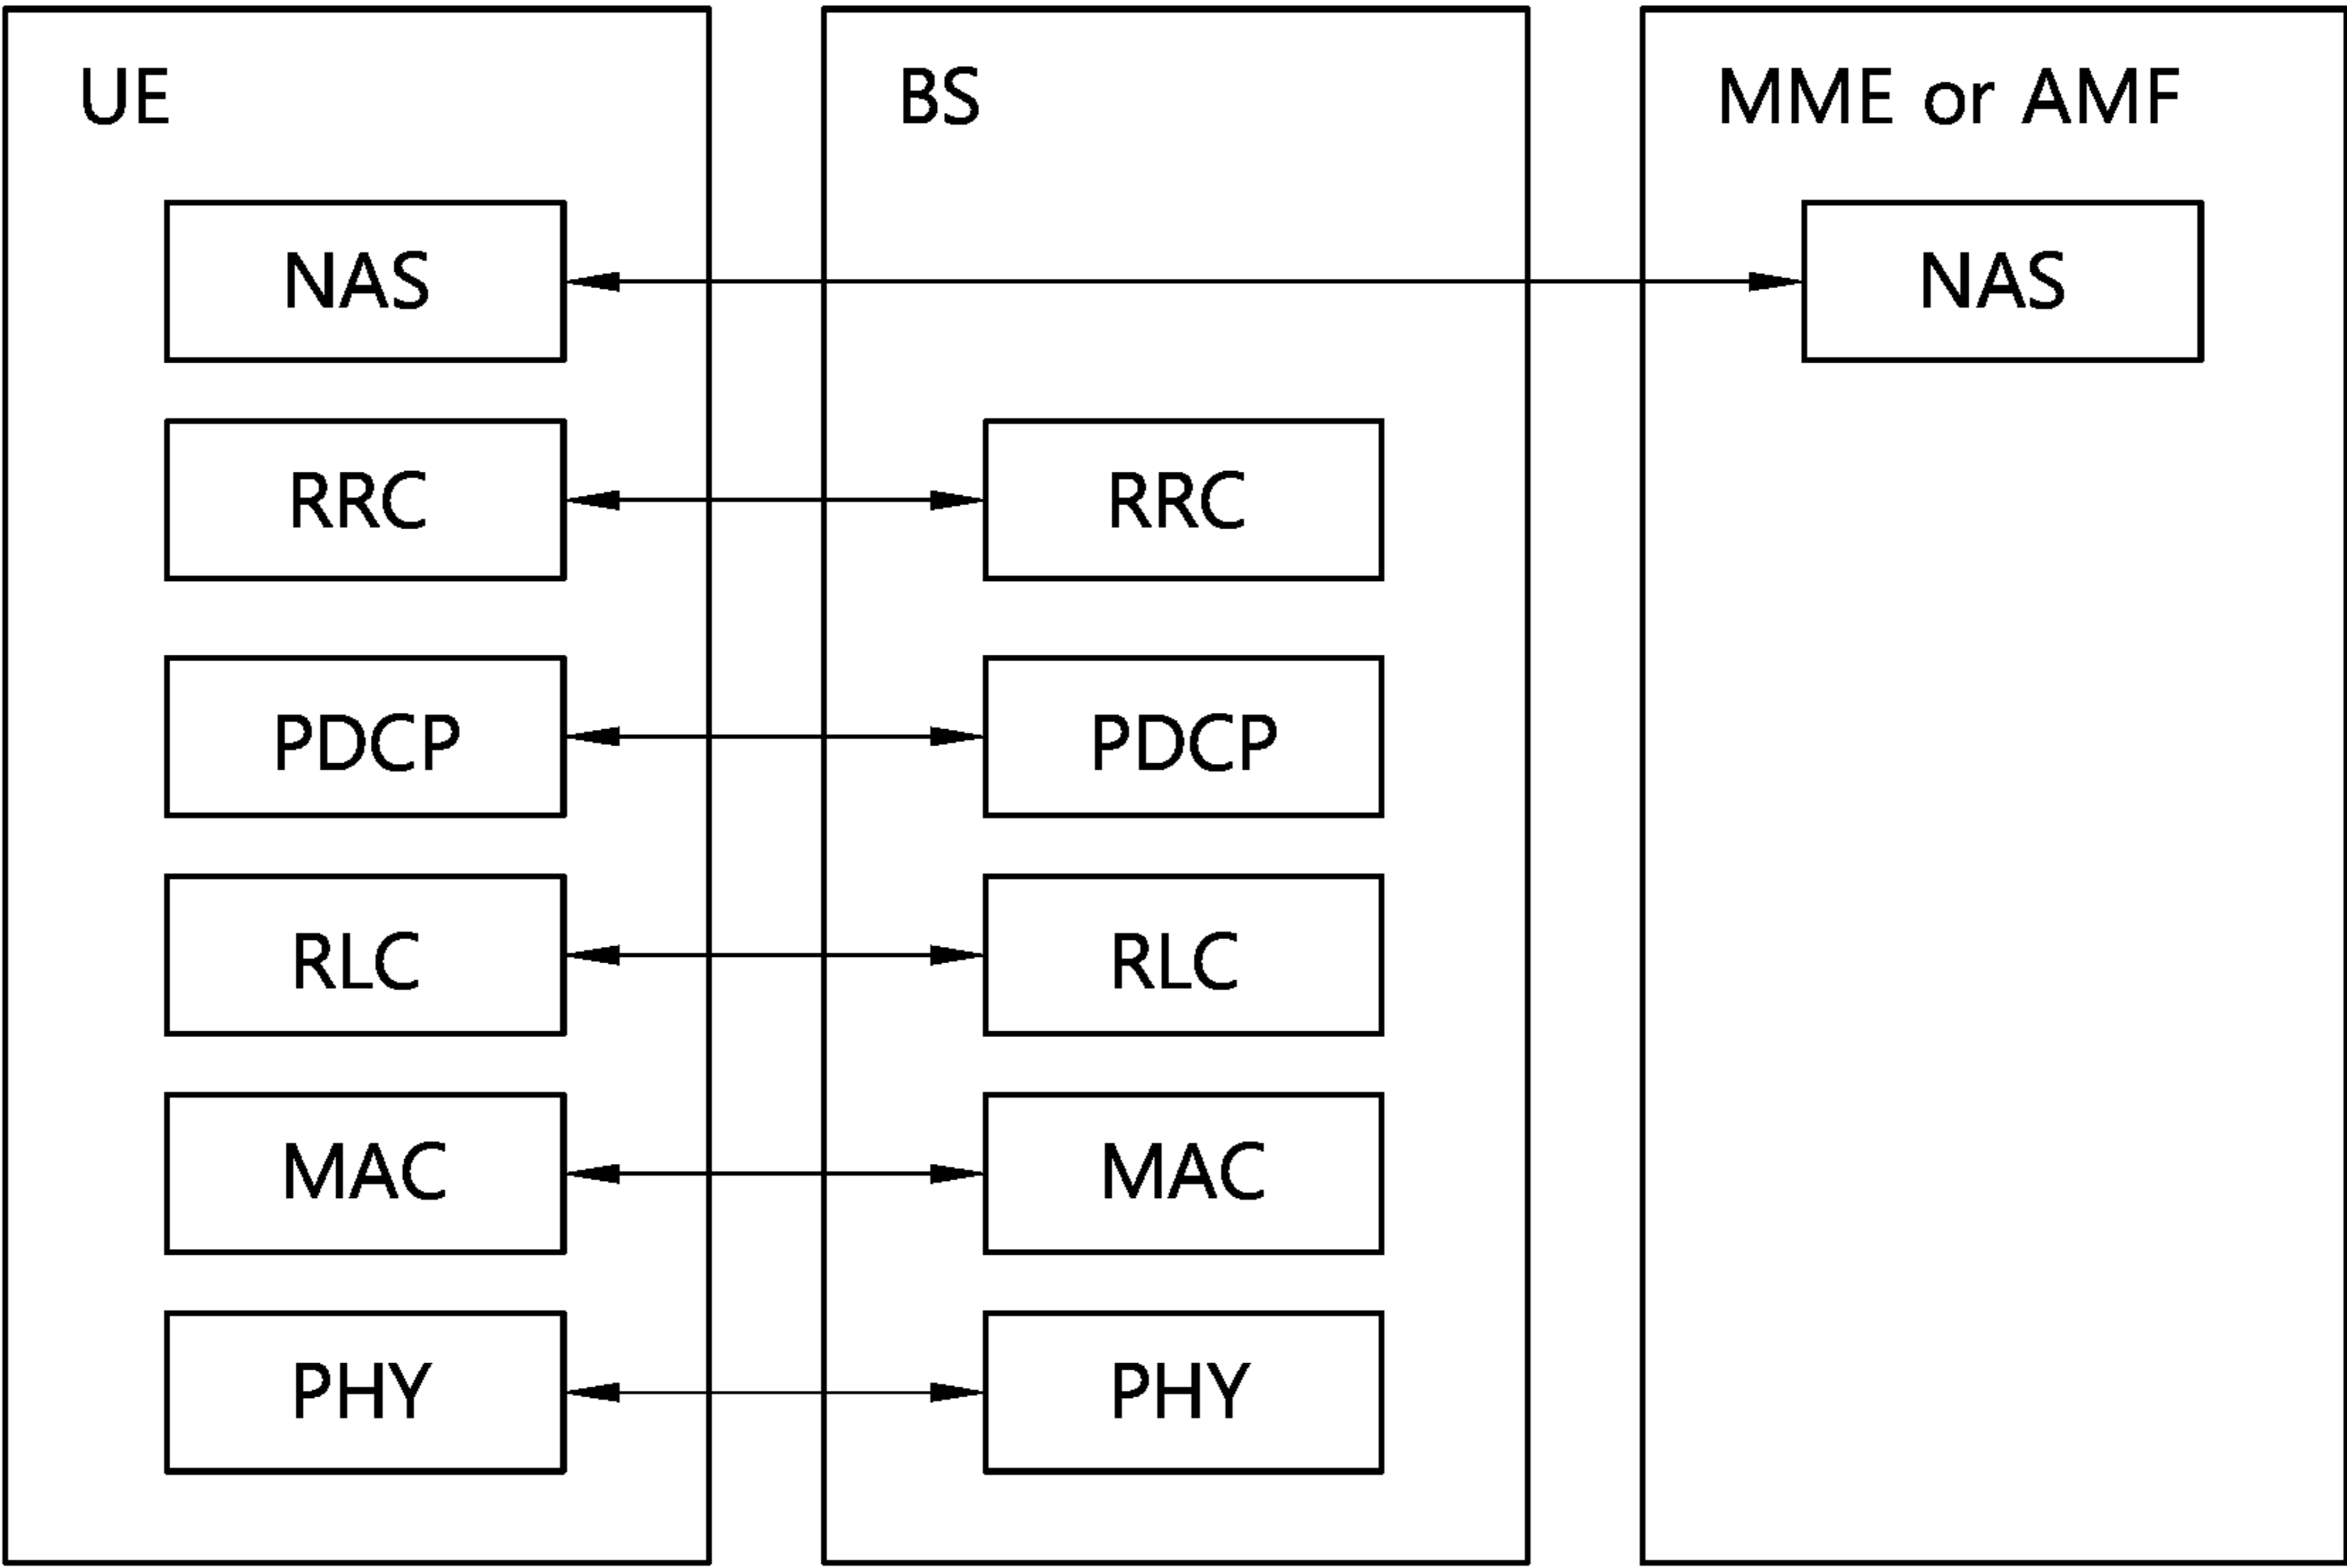 UE
BS
MME or AMF
NAS
NAS
RRC
RRC
PDCP
PDCP
RLC
RLC
MAC
MAC
PHY
PHY